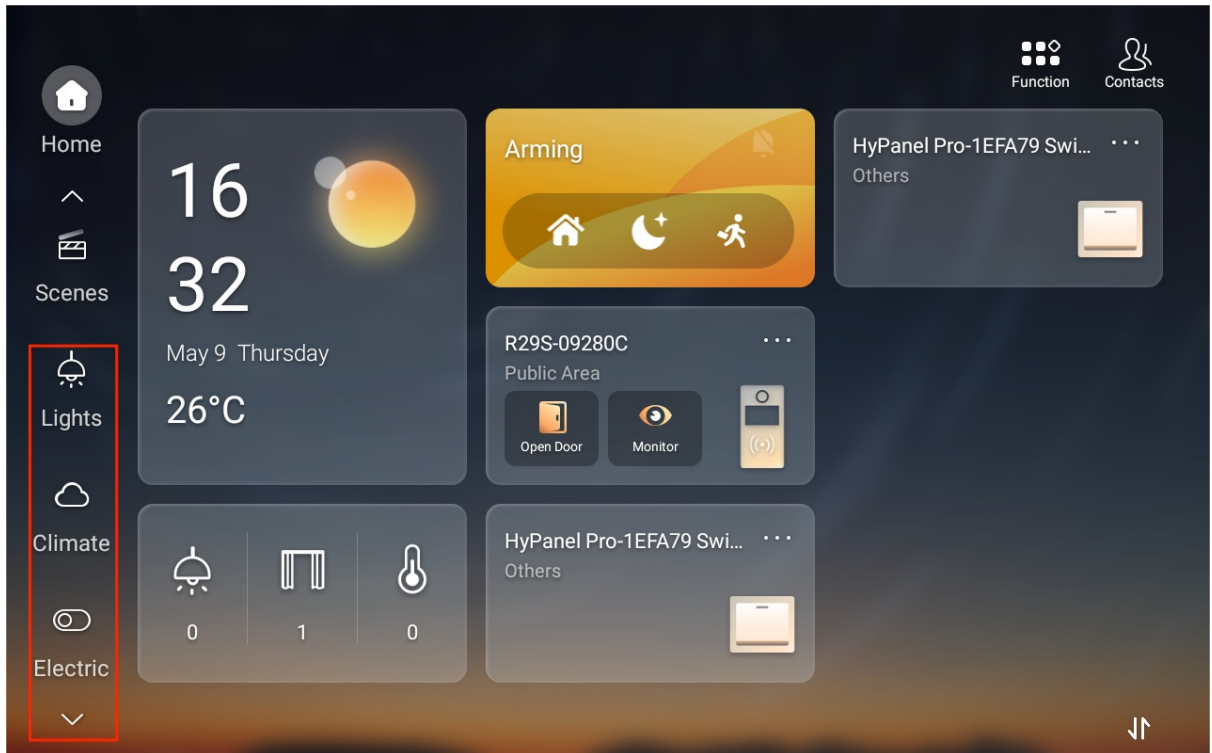 Function
Contacts
Home
Scenes
Lights
Climate
Electric
16
32
May 9 Thursday
26°C
0
1
0
Arming
R29S-09280C
Public Area
Open Door
Monitor
HyPanel Pro-1EFA79 Swi...
Others
HyPanel Pro-1EFA79 Swi...
Others